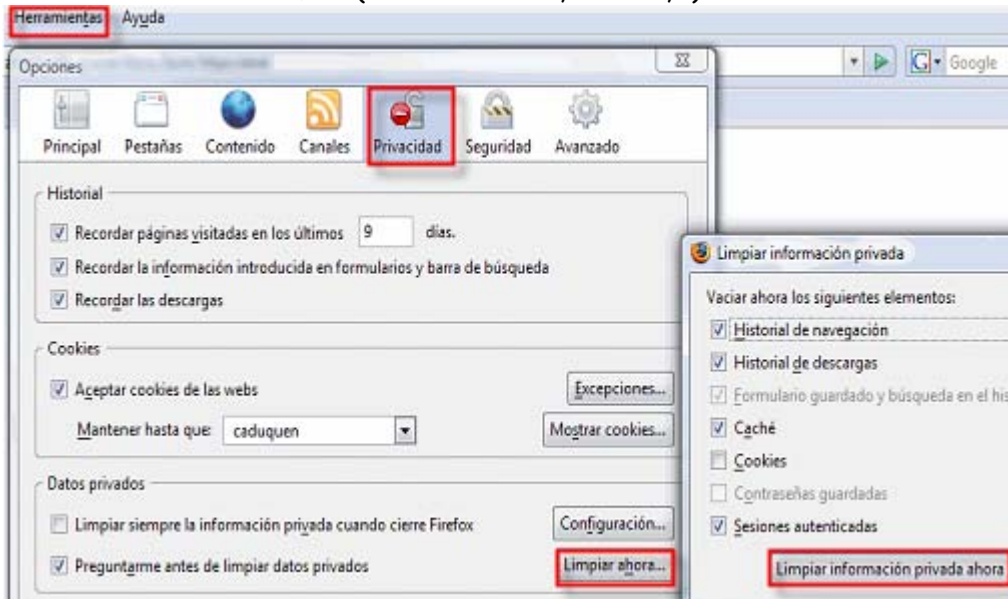 Herramientas Ayuda
Opciones
Google
Principal Pestañas Contenido Canales Privacidad Seguridad Avanzado
Historial
Recordar páginas visitadas en los últimos 9 días.
Recordar la información introducida en formularios y barra de búsqueda
Recordar las descargas
Cookies
Aceptar cookies de las webs
Excepciones...
Mantener hasta que: caduquen
Mostrar cookies...
Datos privados
Limpiar siempre la información privada cuando cierre Firefox
Configuración...
Preguntarme antes de limpiar datos privados
Limpiar ahora...
Limpiar información privada
Vaciar ahora los siguientes elementos:
Historial de navegación
Historial de descargas
Formulario guardado y búsqueda en el his
Caché
Cookies
Contraseñas guardadas
Sesiones autenticadas
Limpiar información privada ahora